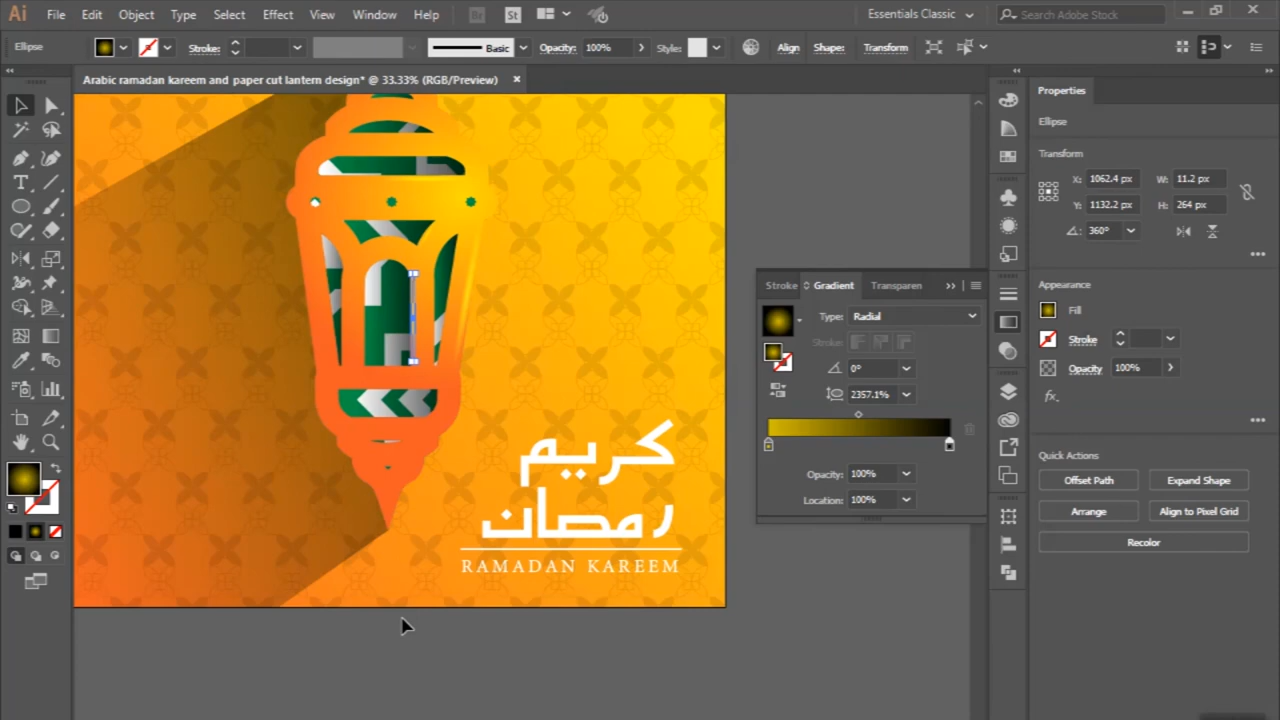 Ai File Edit Object Type Select Effect View Window Help Br St Essentials Classic Search Adobe Stock
Ellipse Stroke: Basic Opacity: 100% Style: Align Shape: Transform
Arabic ramadan kareem and paper cut lantern design* @ 33.33% (RGB/Preview) ×
Properties
Ellipse
Transform
X: 1062.4 px W: 11.2 px
Y: 1132.2 px H: 264 px
360°
Appearance
Fill
Stroke
Opacity 100%
fx.
Quick Actions
Offset Path Expand Shape
Arrange Align to Pixel Grid
Recolor
Stroke Gradient Transparen
Type: Radial
Stroke:
0°
2357.1%
Opacity: 100%
Location: 100%
كريم
رمضان
RAMADAN KAREEM